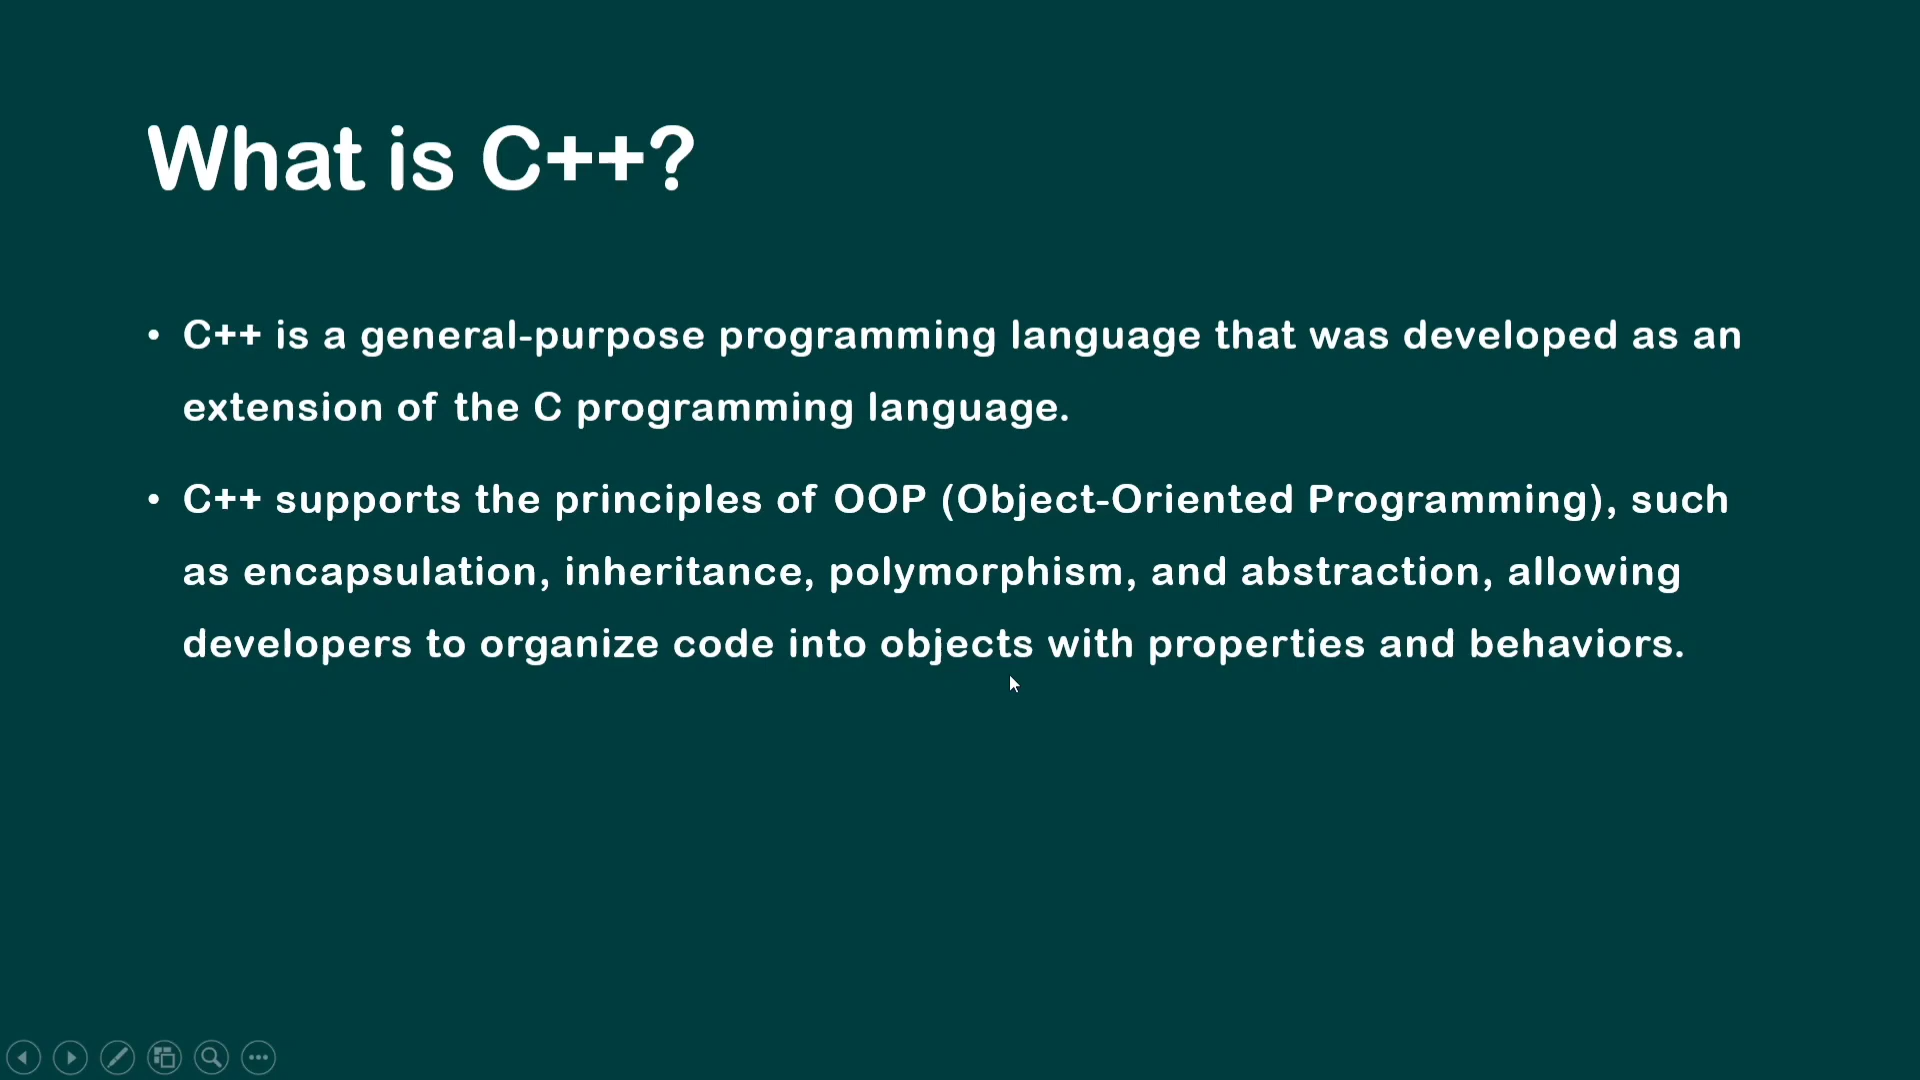 What is C++?
• C++ is a general-purpose programming language that was developed as an
extension of the C programming language.
• C++ supports the principles of OOP (Object-Oriented Programming), such
as encapsulation, inheritance, polymorphism, and abstraction, allowing
developers to organize code into objects with properties and behaviors.